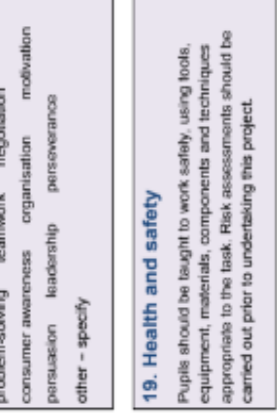 problem-solving teamwork negotiation
consumer awareness organisation motivation
persuasion leadership perseverance
other – specify
19. Health and safety
Pupils should be taught to work safely, using tools,
equipment, materials, components and techniques
appropriate to the task. Risk assessments should be
carried out prior to undertaking this project.